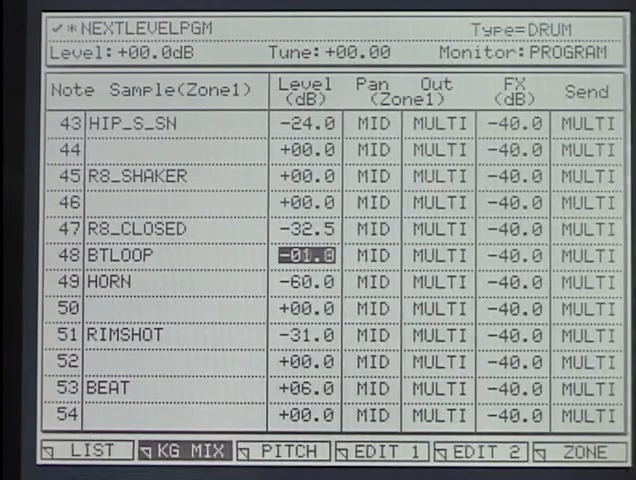 ✓*NEXTLEVELPGM Type=DRUM
Level:+00.0dB Tune:+00.00 Monitor:PROGRAM
Note Sample(Zone1) Level (dB) Pan Out (Zone1) FX (dB) Send
43 HIP_S_SN -24.0 MID MULTI -40.0 MULTI
44 +00.0 MID MULTI -40.0 MULTI
45 R8_SHAKER +00.0 MID MULTI -40.0 MULTI
46 +00.0 MID MULTI -40.0 MULTI
47 R8_CLOSED -32.5 MID MULTI -40.0 MULTI
48 BTLOOP -01.0 MID MULTI -40.0 MULTI
49 HORN -60.0 MID MULTI -40.0 MULTI
50 +00.0 MID MULTI -40.0 MULTI
51 RIMSHOT -31.0 MID MULTI -40.0 MULTI
52 +00.0 MID MULTI -40.0 MULTI
53 BEAT +06.0 MID MULTI -40.0 MULTI
54 +00.0 MID MULTI -40.0 MULTI
LIST KG MIX PITCH EDIT 1 EDIT 2 ZONE